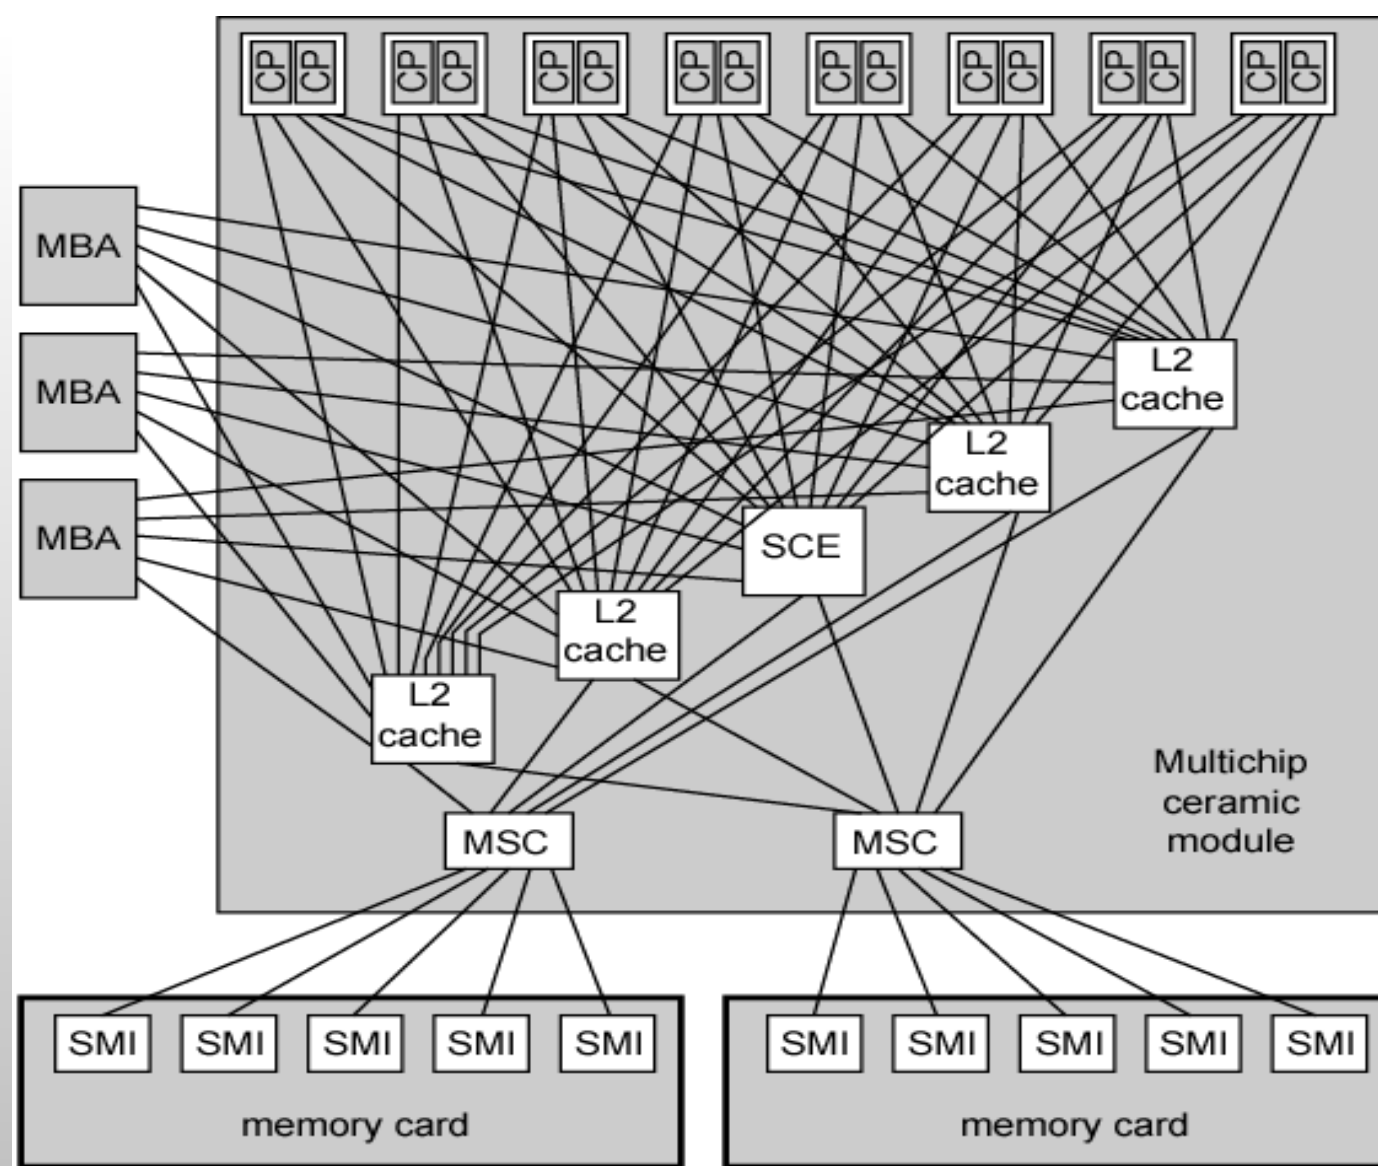 CP CP CP CP CP CP CP CP CP CP CP CP CP CP CP CP
MBA
MBA
MBA
L2
cache
L2
cache
SCE
L2
cache
L2
cache
Multichip
ceramic
module
MSC MSC
SMI SMI SMI SMI SMI SMI SMI SMI SMI SMI
memory card memory card